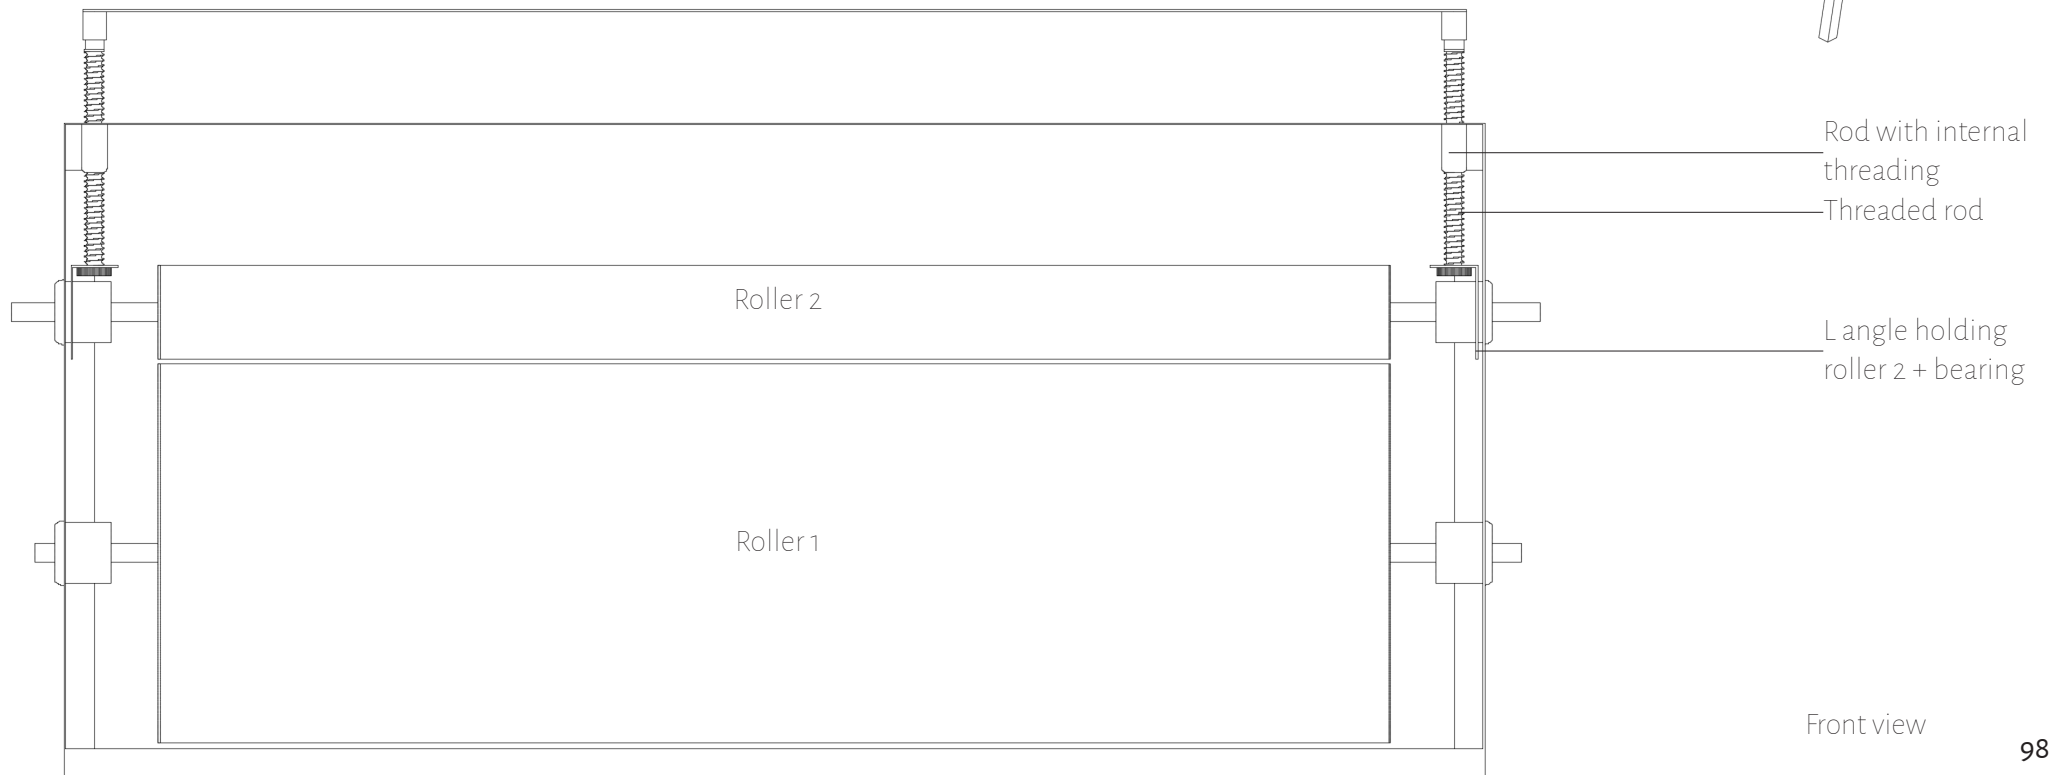 Rod with internal
threading
Threaded rod
Roller 2
L angle holding
roller 2 + bearing
Roller 1
Front view
98